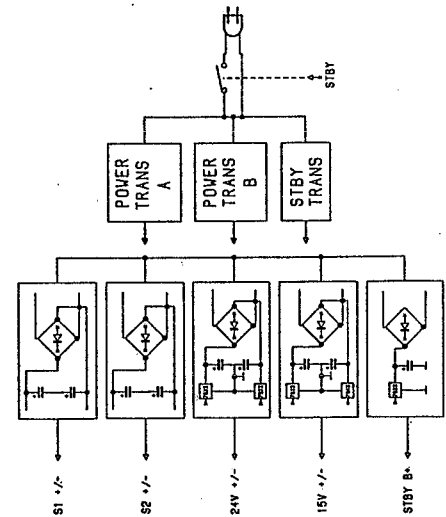 STBY
POWER
TRANS
A
POWER
TRANS
B
STBY
TRANS
S1 +/-
S2 +/-
24V +/-
15V +/-
STBY B+